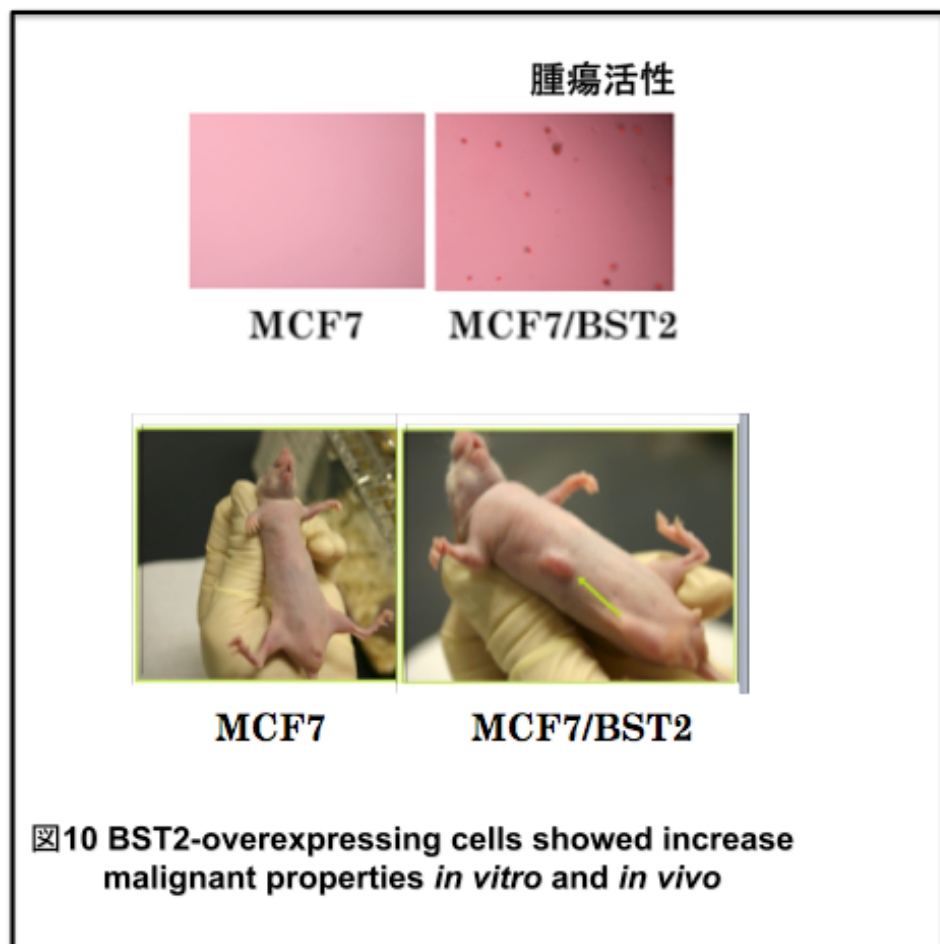 腫瘍活性
MCF7 MCF7/BST2
MCF7 MCF7/BST2
図10 BST2-overexpressing cells showed increase
malignant properties in vitro and in vivo